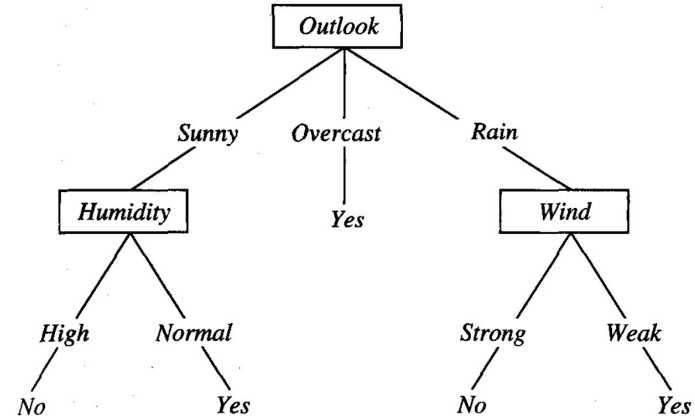 Outlook
Sunny Overcast Rain
Humidity Yes Wind
High Normal Strong Weak
No Yes No Yes